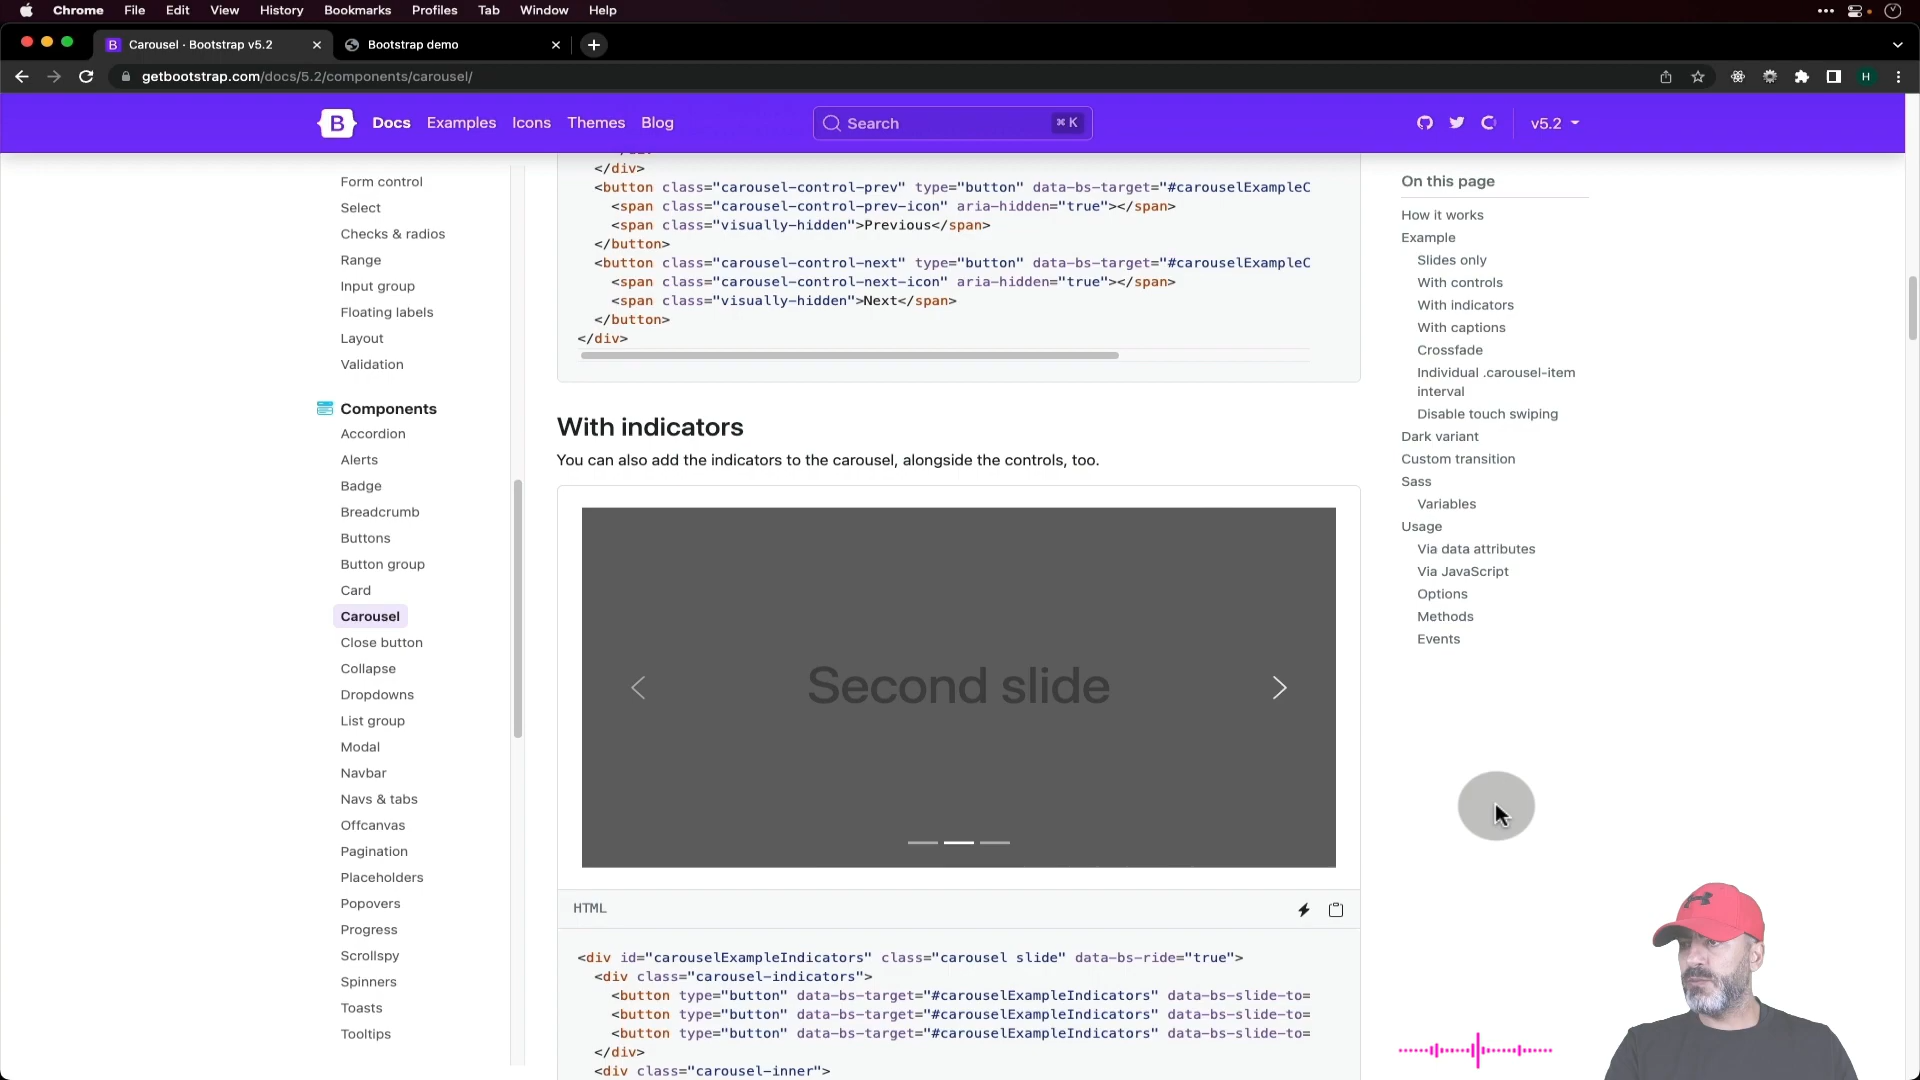 Chrome File Edit View History Bookmarks Profiles Tab Window Help
Carousel · Bootstrap v5.2
Bootstrap demo
getbootstrap.com/docs/5.2/components/carousel/
H
B Docs Examples Icons Themes Blog
Search ⌘ K
v5.2
Form control
Select
Checks & radios
Range
Input group
Floating labels
Layout
Validation
Components
Accordion
Alerts
Badge
Breadcrumb
Buttons
Button group
Card
Carousel
Close button
Collapse
Dropdowns
List group
Modal
Navbar
Navs & tabs
Offcanvas
Pagination
Placeholders
Popovers
Progress
Scrollspy
Spinners
Toasts
Tooltips
</div>
<button class="carousel-control-prev" type="button" data-bs-target="#carouselExampleC
<span class="carousel-control-prev-icon" aria-hidden="true"></span>
<span class="visually-hidden">Previous</span>
</button>
<button class="carousel-control-next" type="button" data-bs-target="#carouselExampleC
<span class="carousel-control-next-icon" aria-hidden="true"></span>
<span class="visually-hidden">Next</span>
</button>
</div>
With indicators
You can also add the indicators to the carousel, alongside the controls, too.
Second slide
HTML
<div id="carouselExampleIndicators" class="carousel slide" data-bs-ride="true">
<div class="carousel-indicators">
<button type="button" data-bs-target="#carouselExampleIndicators" data-bs-slide-to=
<button type="button" data-bs-target="#carouselExampleIndicators" data-bs-slide-to=
<button type="button" data-bs-target="#carouselExampleIndicators" data-bs-slide-to=
</div>
<div class="carousel-inner">
On this page
How it works
Example
Slides only
With controls
With indicators
With captions
Crossfade
Individual .carousel-item
interval
Disable touch swiping
Dark variant
Custom transition
Sass
Variables
Usage
Via data attributes
Via JavaScript
Options
Methods
Events